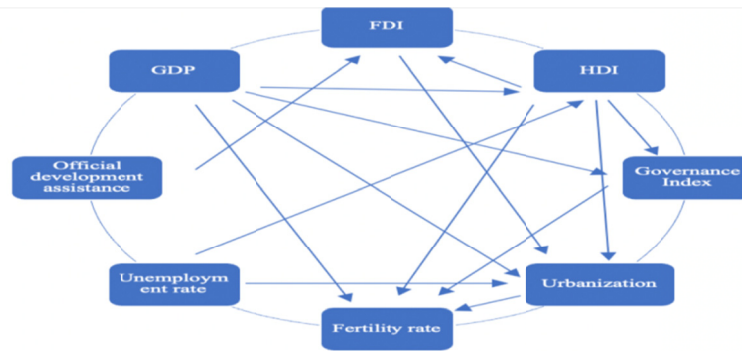 FDI
GDP
HDI
Official
development
assistance
Governance
Index
Unemploym
ent rate
Urbanization
Fertility rate